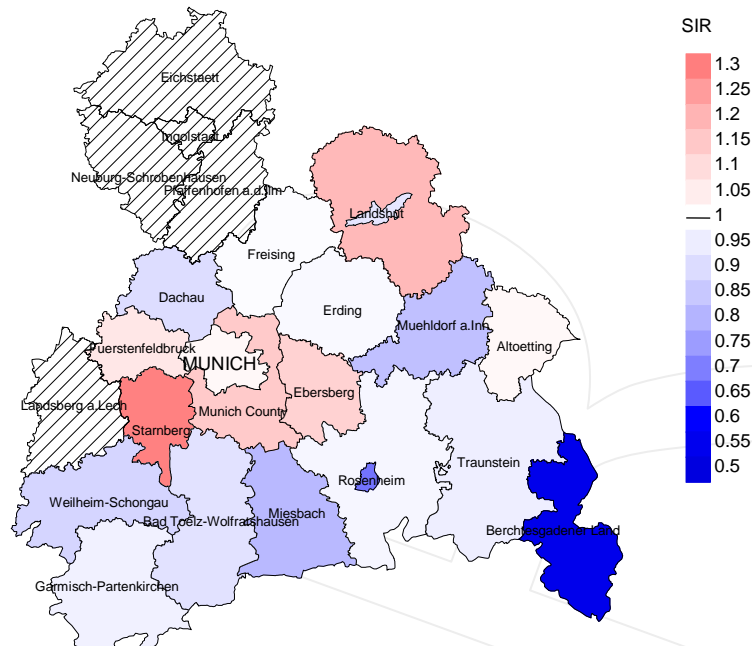 SIR
1.3
1.25
1.2
1.15
1.1
1.05
1
0.95
0.9
0.85
0.8
0.75
0.7
0.65
0.6
0.55
0.5
Eichstaett
Ingolstadt
Neuburg-Schrobenhausen
Pfaffenhofen a.d.Ilm
Landshut
Freising
Dachau
Erding
Muehldorf a.Inn
Altoetting
Fuerstenfeldbruck
MUNICH
Ebersberg
Landsberg a.Lech
Munich County
Starnberg
Traunstein
Rosenheim
Weilheim-Schongau
Miesbach
Bad Toelz-Wolfratshausen
Berchtesgadener Land
Garmisch-Partenkirchen